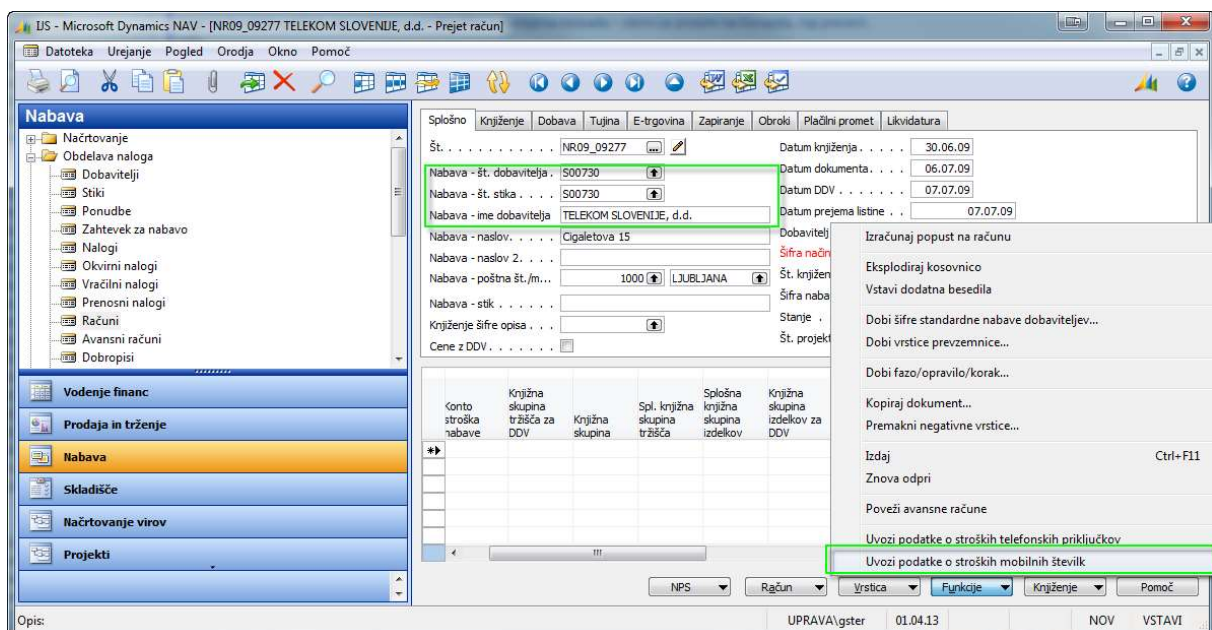 IJS - Microsoft Dynamics NAV - [NR09_09277 TELEKOM SLOVENIJE, d.d. - Prejet račun]
Datoteka Urejanje Pogled Orodja Okno Pomoč
Nabava
Načrtovanje
Obdelava naloga
Dobavitelji
Stiki
Ponudbe
Zahtevek za nabavo
Nalogi
Okvirni nalogi
Vračilni nalogi
Prenosni nalogi
Računi
Avansni računi
Dobropisi
Vodenje financ
Prodaja in trženje
Nabava
Skladišče
Načrtovanje virov
Projekti
Splošno Knjiženje Dobava Tujina E-trgovina Zapiranje Obroki Plačilni promet Likvidatura
Št. . . . . . . . . . . . . NR09_09277
Nabava - št. dobavitelja . S00730
Nabava - št. stika . . . . S00730
Nabava - ime dobavitelja TELEKOM SLOVENIJE, d.d.
Nabava - naslov. . . . . Cigaletova 15
Nabava - naslov 2. . . .
Nabava - poštna št./m... 1000 LJUBLJANA
Nabava - stik . . . . . .
Knjiženje šifre opisa . . .
Cene z DDV. . . . . . .
Datum knjiženja. . . . . 30.06.09
Datum dokumenta. . . . 06.07.09
Datum DDV . . . . . . . 07.07.09
Datum prejema listine . . 07.07.09
Dobavitelj
Šifra način
Št. knjižen
Šifra naba
Stanje .
Št. projekt
Izračunaj popust na računu
Eksplodiraj kosovnico
Vstavi dodatna besedila
Dobi šifre standardne nabave dobaviteljev...
Dobi vrstice prevzemnice...
Dobi fazo/opravilo/korak...
Kopiraj dokument...
Premakni negativne vrstice...
Izdaj Ctrl+F11
Znova odpri
Poveži avansne račune
Uvozi podatke o stroških telefonskih priključkov
Uvozi podatke o stroških mobilnih številk
Knjižna Splošna Knjižna
Konto skupina Spl. knjižna knjižna skupina
stroška tržišča za Knjižna skupina skupina izdelkov za
nabave DDV skupina tržišča izdelkov DDV
NPS Račun Vrstica Funkcije Knjiženje Pomoč
Opis: UPRAVA\gster 01.04.13 NOV VSTAVI